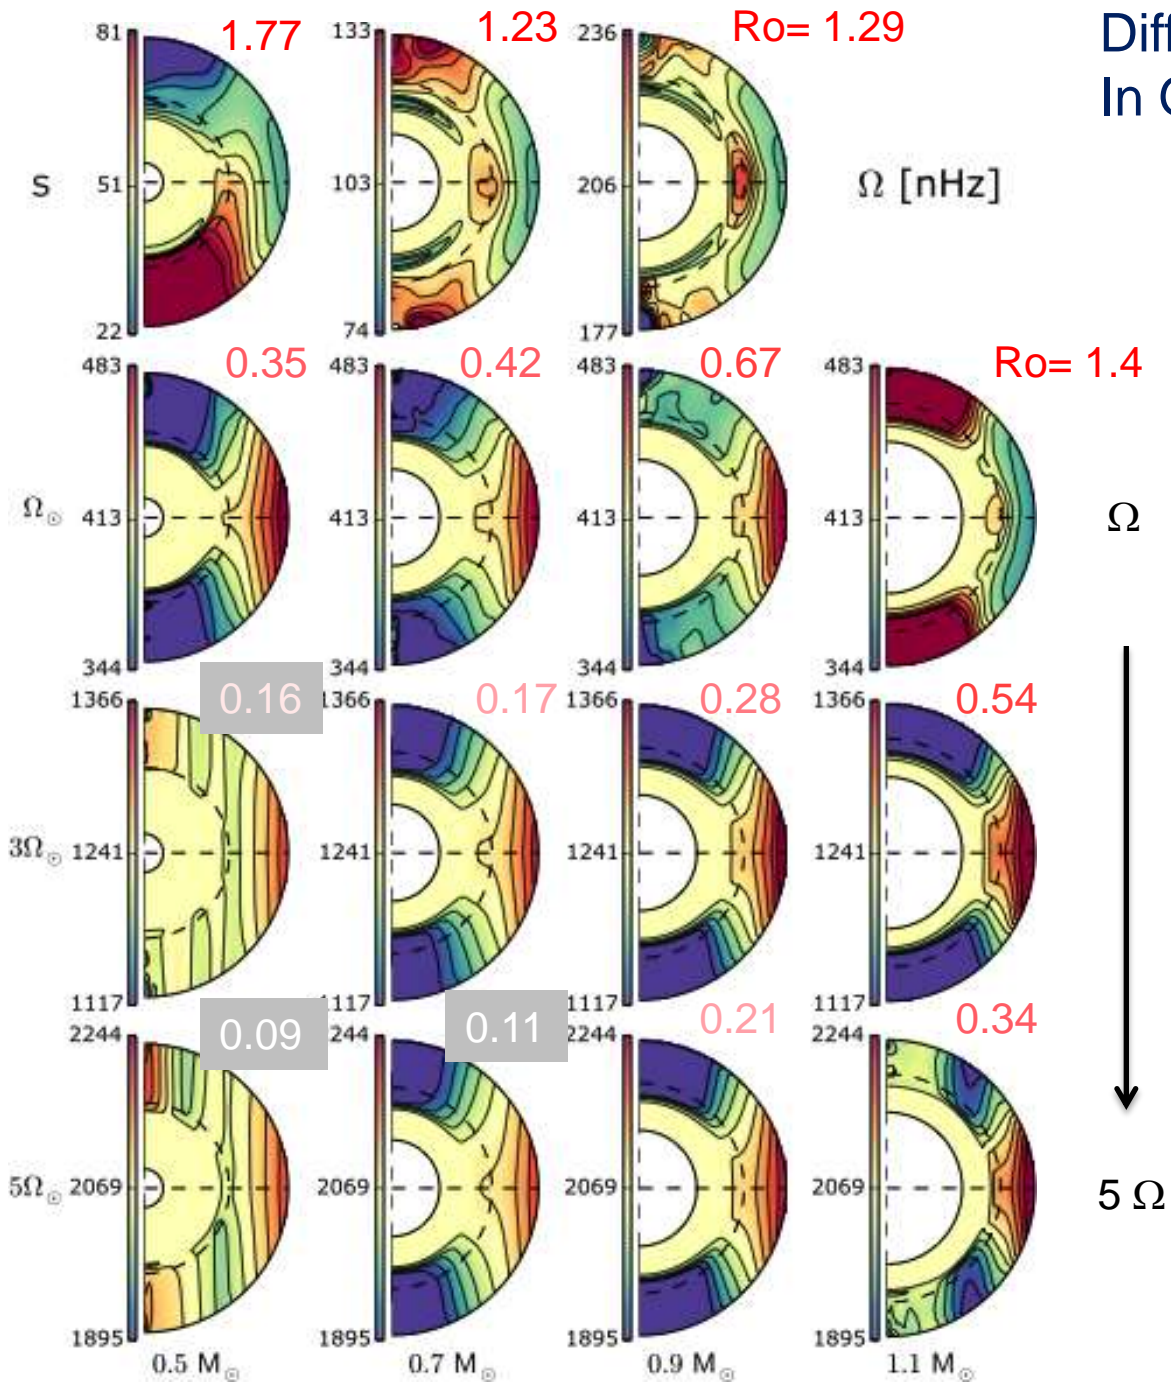 Diff
In C
81 1.77 133 1.23 236 Ro= 1.29
S 51 103 206 Ω [nHz]
22 74 177
483 0.35 483 0.42 483 0.67 483 Ro= 1.4
Ω⊙ 413 413 413 413 Ω
344 344 344 344
1366 0.16 1366 0.17 1366 0.28 1366 0.54
3Ω⊙ 1241 1241 1241 1241
1117 1117 1117 1117
2244 0.09 2244 0.11 2244 0.21 2244 0.34
5Ω⊙ 2069 2069 2069 2069 5 Ω
1895 1895 1895 1895
0.5 M⊙ 0.7 M⊙ 0.9 M⊙ 1.1 M⊙